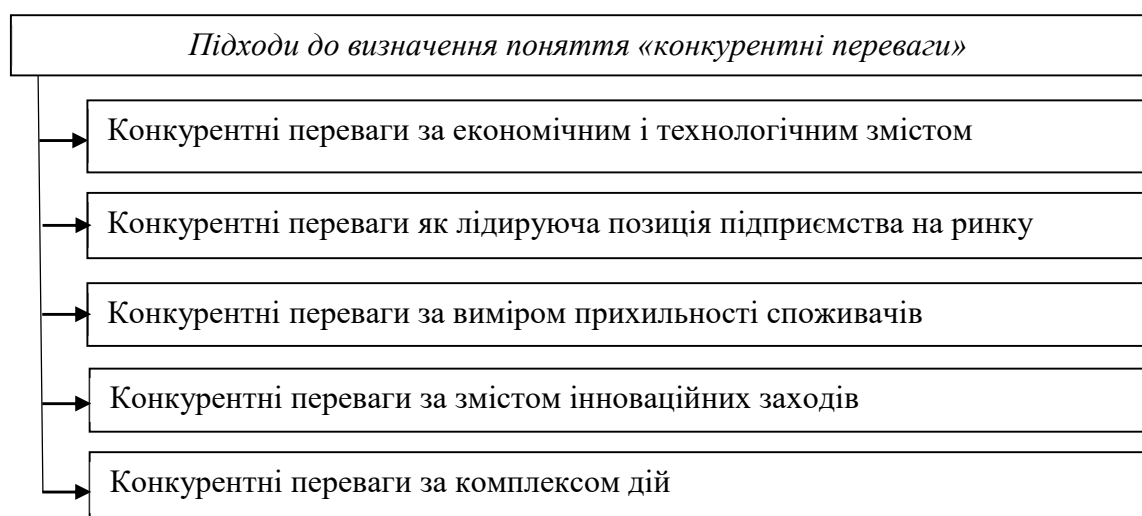 Підходи до визначення поняття «конкурентні переваги»
Конкурентні переваги за економічним і технологічним змістом
Конкурентні переваги як лідируюча позиція підприємства на ринку
Конкурентні переваги за виміром прихильності споживачів
Конкурентні переваги за змістом інноваційних заходів
Конкурентні переваги за комплексом дій